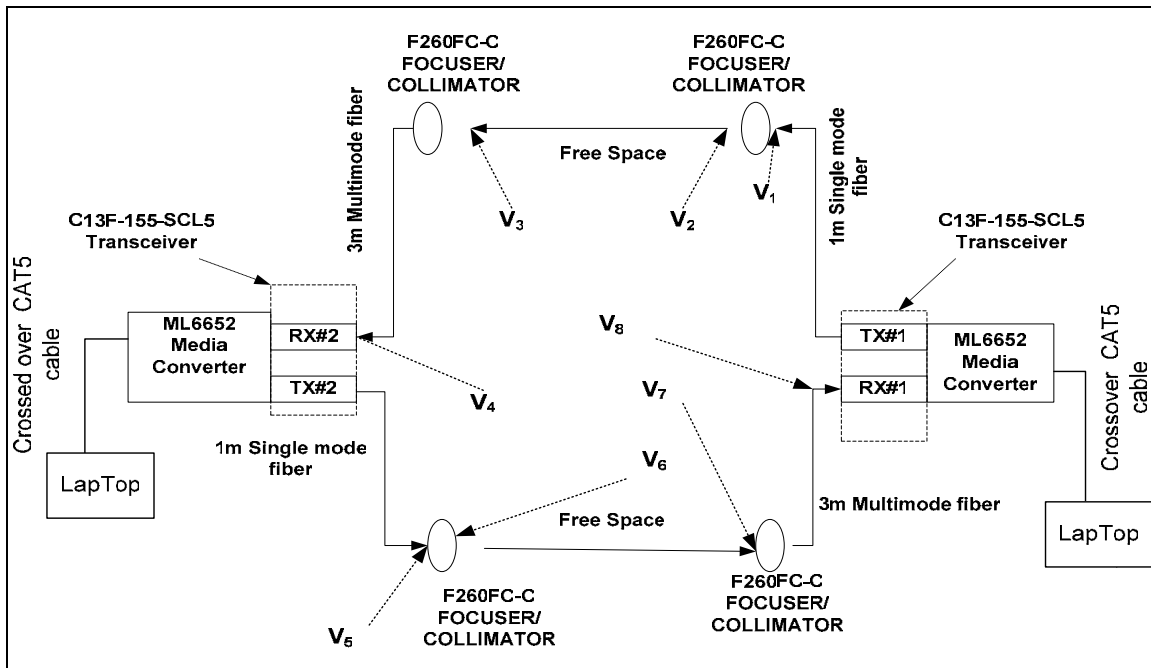 F260FC-C
FOCUSER/
COLLIMATOR
F260FC-C
FOCUSER/
COLLIMATOR
3m Multimode fiber
Free Space
1m Single mode
fiber
V3
V2
V1
C13F-155-SCL5
Transceiver
C13F-155-SCL5
Transceiver
Crossed over CAT5
cable
ML6652
Media
Converter
RX#2
TX#2
V4
V8
V7
TX#1
RX#1
ML6652
Media
Converter
Crossover CAT5
cable
1m Single mode
fiber
LapTop
V6
Free Space
3m Multimode fiber
LapTop
V5
F260FC-C
FOCUSER/
COLLIMATOR
F260FC-C
FOCUSER/
COLLIMATOR